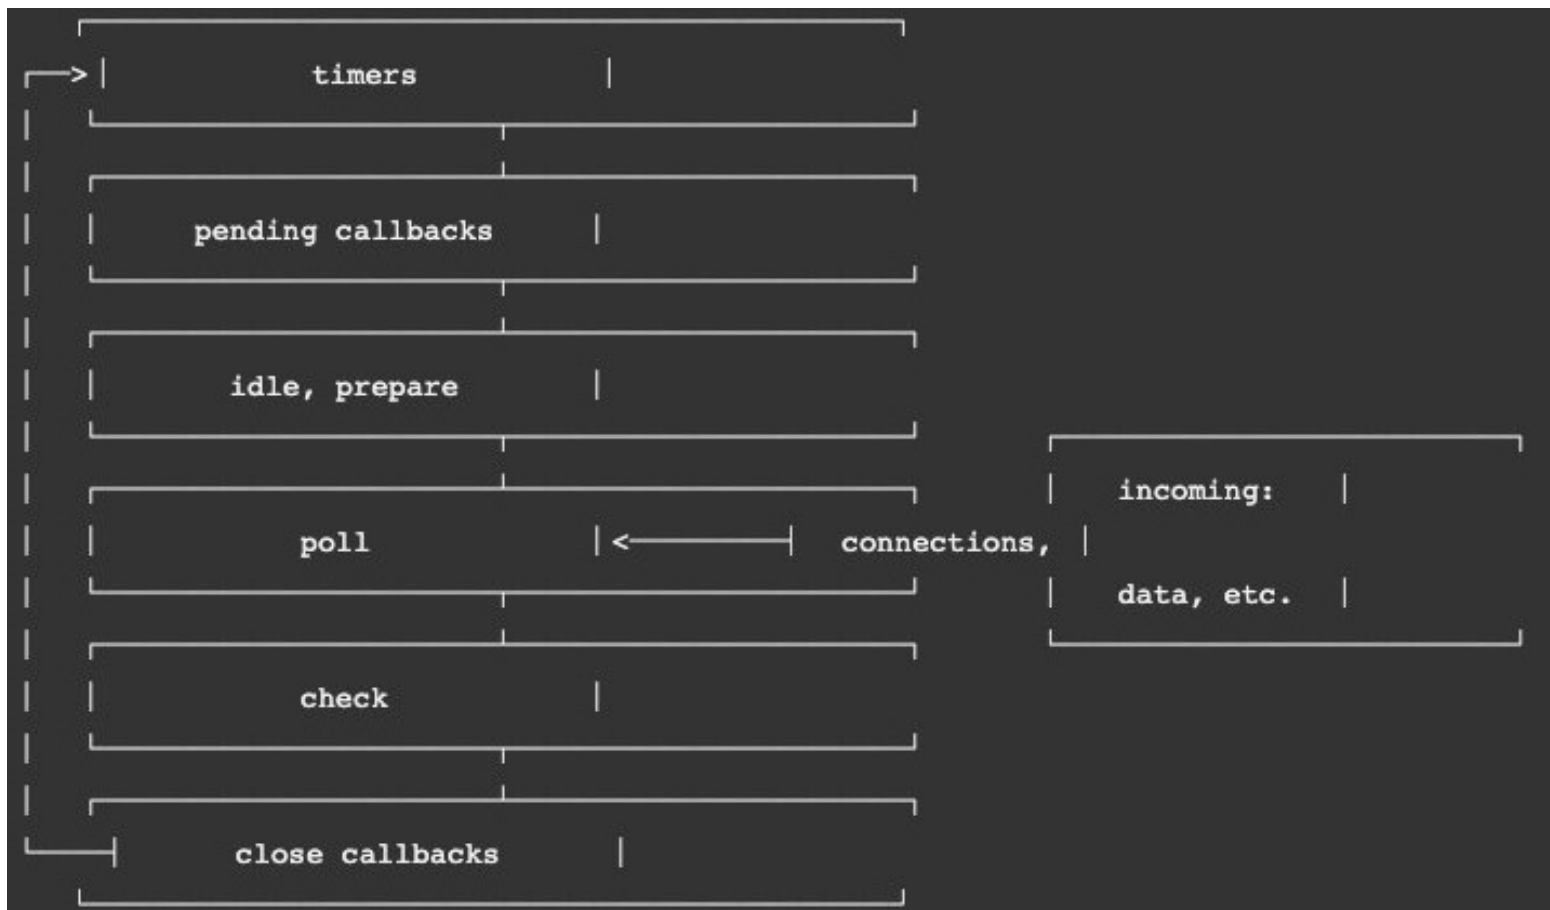 timers
pending callbacks
idle, prepare
incoming:
poll
connections,
data, etc.
check
close callbacks